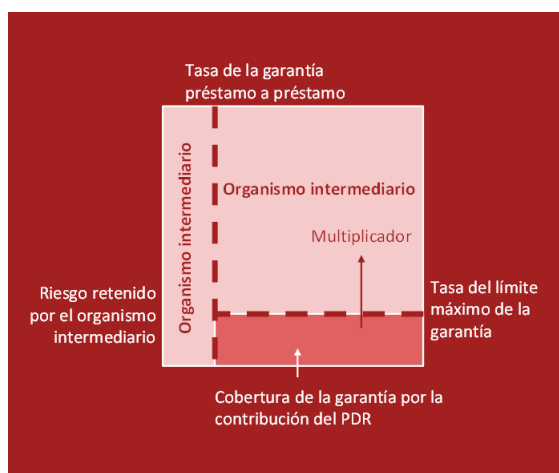 Tasa de la garantía
préstamo a préstamo
Organismo intermediario
Organismo intermediario
Multiplicador
Riesgo retenido
por el organismo
intermediario
Tasa del límite
máximo de la
garantía
Cobertura de la garantía por la
contribución del PDR